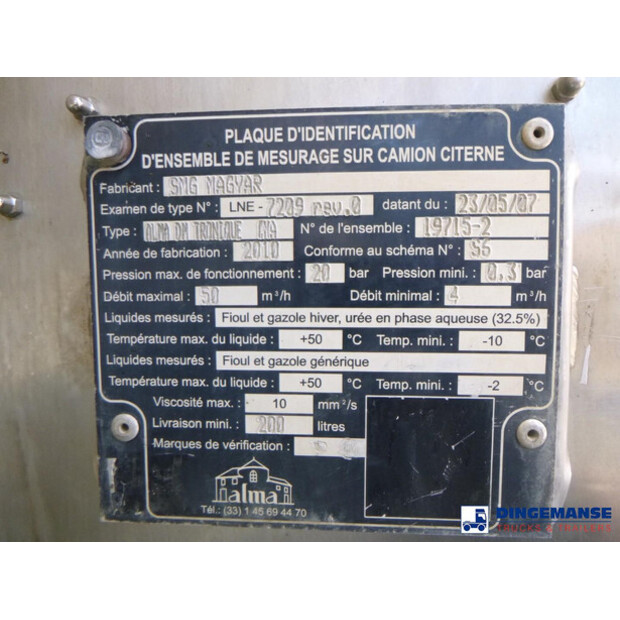 PLAQUE D'IDENTIFICATION
D'ENSEMBLE DE MESURAGE SUR CAMION CITERNE
Fabricant : SMG MAGYAR
Examen de type N° : LNE - 7209 rev.0 datant du : 23/05/07
Type : ALMA DM TRONIQUE N° de l'ensemble : 19715-2
Année de fabrication : 2010 Conforme au schéma N° : S6
Pression max. de fonctionnement : 20 bar Pression mini. : 0.3 bar
Débit maximal : 50 m³/h Débit minimal : 4 m³/h
Liquides mesurés : Fioul et gazole hiver, urée en phase aqueuse (32.5%)
Température max. du liquide : +50 °C Temp. mini. : -10 °C
Liquides mesurés : Fioul et gazole générique
Température max. du liquide : +50 °C Temp. mini. : -2 °C
Viscosité max. : 10 mm²/s
Livraison mini. : 200 litres
Marques de vérification :
alma
Tél.: (33) 1 45 69 44 70
DINGEMANSE
TRUCKS & TRAILERS